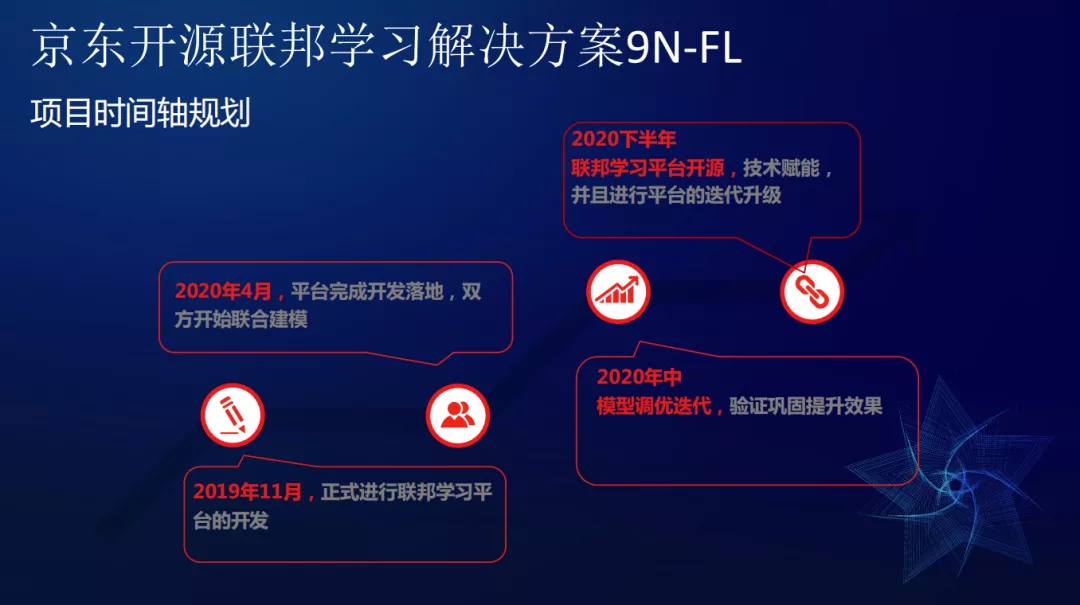 京东开源联邦学习解决方案9N-FL
项目时间轴规划
2020下半年
联邦学习平台开源，技术赋能，
并且进行平台的迭代升级
2020年4月，平台完成开发落地，双
方开始联合建模
2020年中
模型调优迭代，验证巩固提升效果
2019年11月，正式进行联邦学习平
台的开发